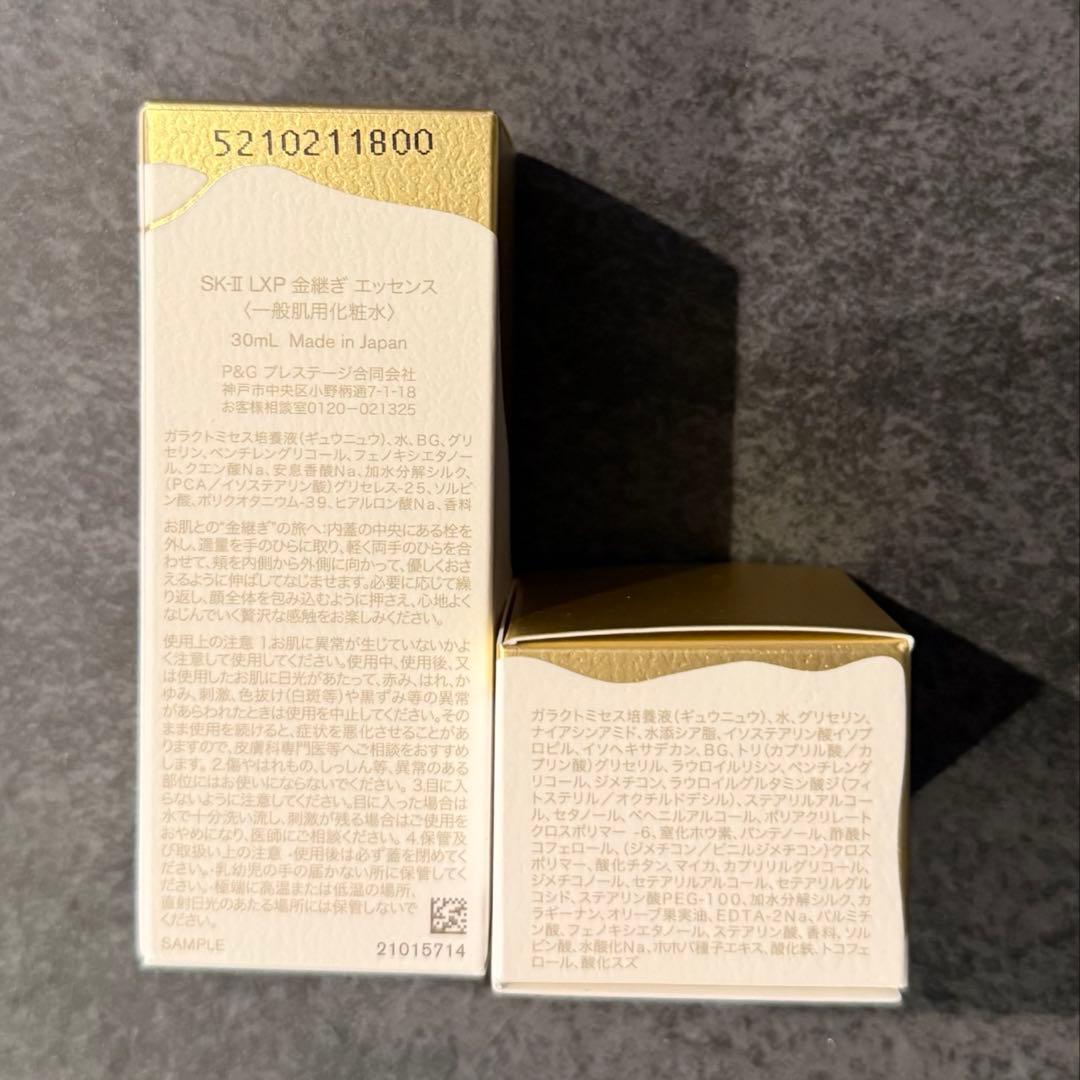 5210211800
SK-II LXP 金継ぎ エッセンス
〈一般肌用化粧水〉
30mL Made in Japan
P&G プレステージ合同会社
神戸市中央区小野柄通7-1-18
お客様相談室0120-021325
ガラクトミセス培養液(ギュウニュウ)、水、BG、グリ
セリン、ペンチレングリコール、フェノキシエタノー
ル、クエン酸Na、安息香酸Na、加水分解シルク、
(PCA/イソステアリン酸)グリセレス-25、ソルビ
ン酸、ポリクオタニウム-39、ヒアルロン酸Na、香料
お肌との"金継ぎ"の旅へ:内蓋の中央にある栓を
外し、適量を手のひらに取り、軽く両手のひらを合
わせて、頬を内側から外側に向かって、優しくおさ
えるように伸ばしてなじませます。必要に応じて繰
り返し、顔全体を包み込むように押さえ、心地よく
なじんでいく贅沢な感触をお楽しみください。
使用上の注意 1.お肌に異常が生じていないかよ
く注意して使用してください。使用中、使用後、又
は使用したお肌に日光があたって、赤み、はれ、か
ゆみ、刺激、色抜け(白斑等)や黒ずみ等の異常
があらわれたときは使用を中止してください。その
まま使用を続けると、症状を悪化させることがあ
りますので、皮膚科専門医等へご相談をおすすめ
します。2.傷やはれもの、しっしん等、異常のある
部位にはお使いにならないでください。3.目に入
らないように注意してください。目に入った場合は
水で十分洗い流し、刺激が残る場合はご使用を
おやめになり、医師にご相談ください。4.保管及
び取扱い上の注意 ・使用後は必ず蓋を閉めてく
ださい。・乳幼児の手の届かない所に保管してく
ださい。・極端に高温または低温の場所、
直射日光のあたる場所には保管しないで
ください。
SAMPLE
21015714
ガラクトミセス培養液(ギュウニュウ)、水、グリセリン、
ナイアシンアミド、水添シア脂、イソステアリン酸イソプ
ロピル、イソヘキサデカン、BG、トリ(カプリル酸/カ
プリン酸)グリセリル、ラウロイルリシン、ペンチレング
リコール、ジメチコン、ラウロイルグルタミン酸ジ(フィ
トステリル/オクチルドデシル)、ステアリルアルコー
ル、セタノール、ベヘニルアルコール、ポリアクリレート
クロスポリマー -6、窒化ホウ素、パンテノール、酢酸ト
コフェロール、(ジメチコン/ビニルジメチコン)クロス
ポリマー、酸化チタン、マイカ、カプリリルグリコール、
ジメチコノール、セテアリルアルコール、セテアリルグル
コシド、ステアリン酸PEG-100、加水分解シルク、カ
ラギーナン、オリーブ果実油、EDTA-2Na、パルミチ
ン酸、フェノキシエタノール、ステアリン酸、香料、ソル
ビン酸、水酸化Na、ホホバ種子エキス、酸化鉄、トコフェ
ロール、酸化スズ